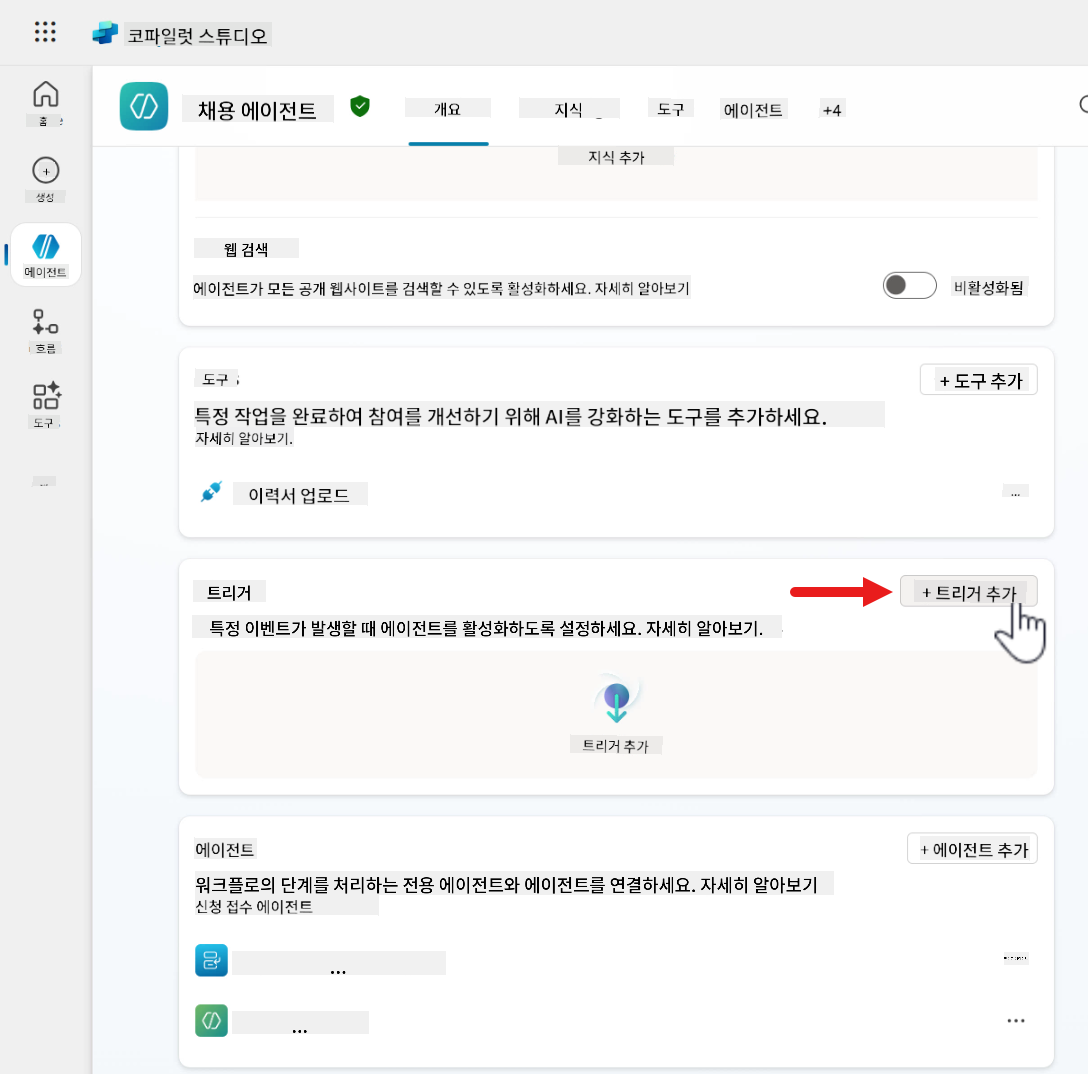 코파일럿 스튜디오
홈
생성
에이전트
흐름
도구
채용 에이전트
개요
지식
도구
에이전트
+4
지식 추가
웹 검색
에이전트가 모든 공개 웹사이트를 검색할 수 있도록 활성화하세요. 자세히 알아보기
비활성화됨
도구
+ 도구 추가
특정 작업을 완료하여 참여를 개선하기 위해 AI를 강화하는 도구를 추가하세요.
자세히 알아보기.
이력서 업로드
...
트리거
+ 트리거 추가
특정 이벤트가 발생할 때 에이전트를 활성화하도록 설정하세요. 자세히 알아보기.
트리거 추가
에이전트
+ 에이전트 추가
워크플로의 단계를 처리하는 전용 에이전트와 에이전트를 연결하세요. 자세히 알아보기
신청 접수 에이전트
...
...